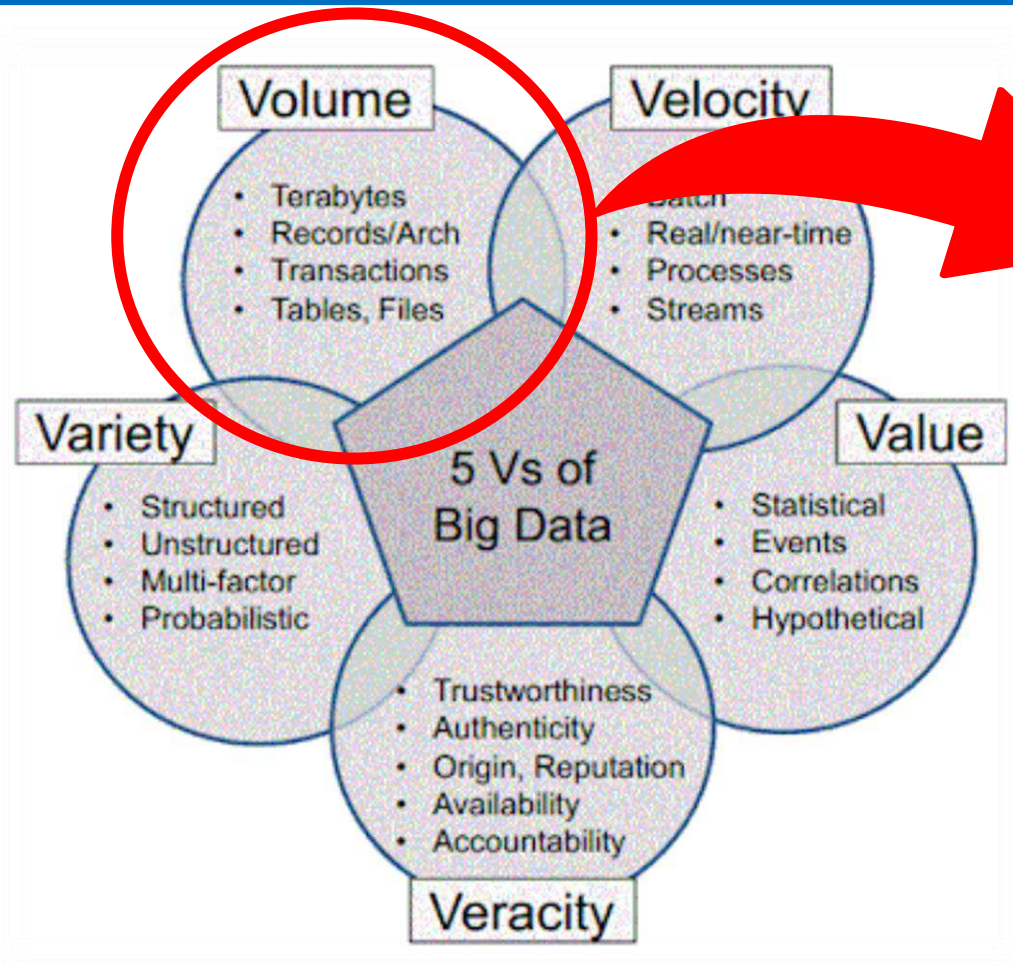 Volume
• Terabytes
• Records/Arch
• Transactions
• Tables, Files
Velocity
• Batch
• Real/near-time
• Processes
• Streams
Variety
• Structured
• Unstructured
• Multi-factor
• Probabilistic
5 Vs of
Big Data
Value
• Statistical
• Events
• Correlations
• Hypothetical
• Trustworthiness
• Authenticity
• Origin, Reputation
• Availability
• Accountability
Veracity